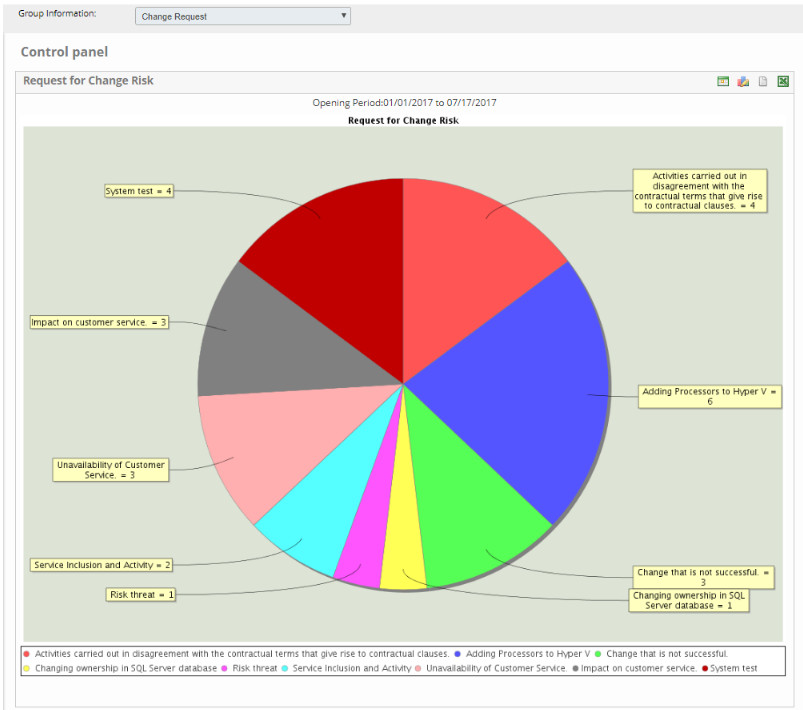 Group Information:
Change Request
Control panel
Request for Change Risk
Opening Period:01/01/2017 to 07/17/2017
Request for Change Risk
System test = 4
Activities carried out in
disagreement with the
contractual terms that give rise
to contractual clauses. = 4
Impact on customer service. = 3
Adding Processors to Hyper V =
6
Unavailability of Customer
Service. = 3
Service Inclusion and Activity = 2
Change that is not successful. =
3
Risk threat = 1
Changing ownership in SQL
Server database = 1
Activities carried out in disagreement with the contractual terms that give rise to contractual clauses. Adding Processors to Hyper V Change that is not successful.
Changing ownership in SQL Server database Risk threat Service Inclusion and Activity Unavailability of Customer Service. Impact on customer service. System test